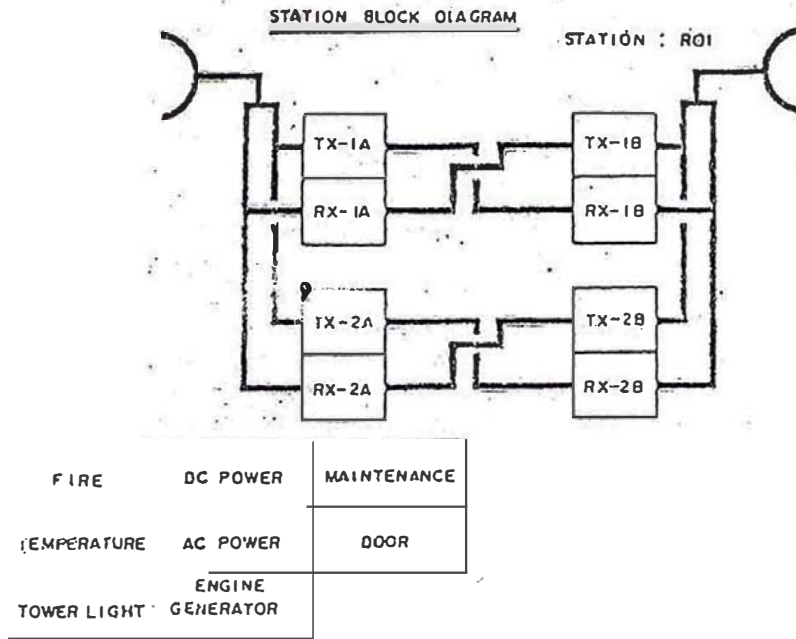 STATION BLOCK DIAGRAM
STATION : R01
TX-1A
TX-1B
RX-1A
RX-1B
TX-2A
TX-2B
RX-2A
RX-2B
FIRE DC POWER MAINTENANCE
TEMPERATURE AC POWER DOOR
ENGINE
TOWER LIGHT GENERATOR